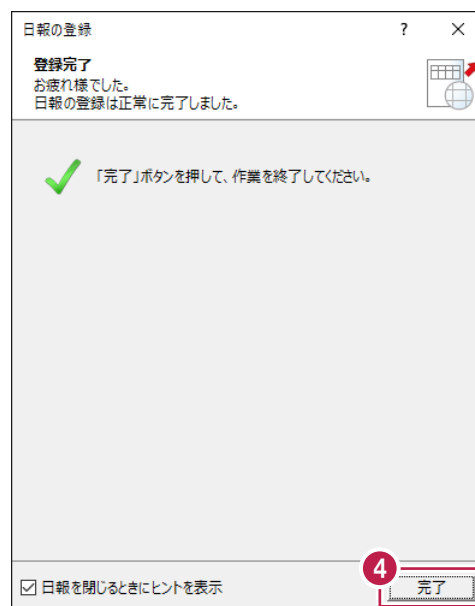 日報の登録
登録完了
お疲れ様でした。
日報の登録は正常に完了しました。
「完了」ボタンを押して、作業を終了してください。
日報を閉じるときにヒントを表示
4
完了